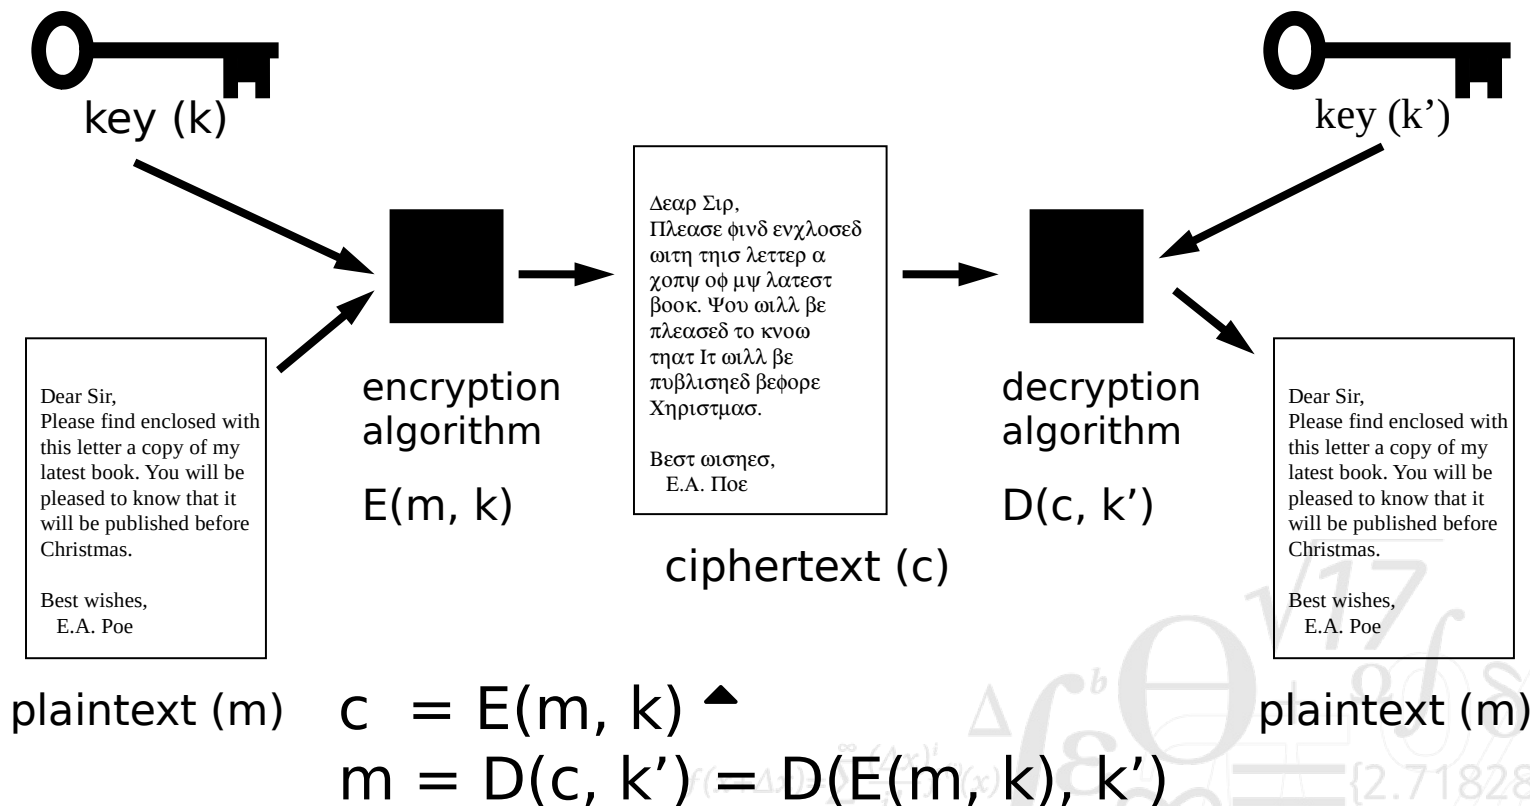 key (k)
key (k’)
Dear Sir,
Please find enclosed with
this letter a copy of my
latest book. You will be
pleased to know that it
will be published before
Christmas.
Best wishes,
E.A. Poe
plaintext (m)
encryption
algorithm
E(m, k)
Δεαρ Σιρ,
Πλεασε φινδ ενχλοσεδ
ωιτη τηισ λεττερ α
χοπψ οφ μψ λατεστ
βοοκ. Ψου ωιλλ βε
πλεασεδ το κνοω
τηατ Ιτ ωιλλ βε
πυβλισηεδ βεφορε
Χηριστμασ.
Βεστ ωισηεσ,
Ε.Α. Ποε
ciphertext (c)
decryption
algorithm
D(c, k’)
Dear Sir,
Please find enclosed with
this letter a copy of my
latest book. You will be
pleased to know that it
will be published before
Christmas.
Best wishes,
E.A. Poe
plaintext (m)
c = E(m, k)
m = D(c, k’) = D(E(m, k), k’)
√17
{2.71828